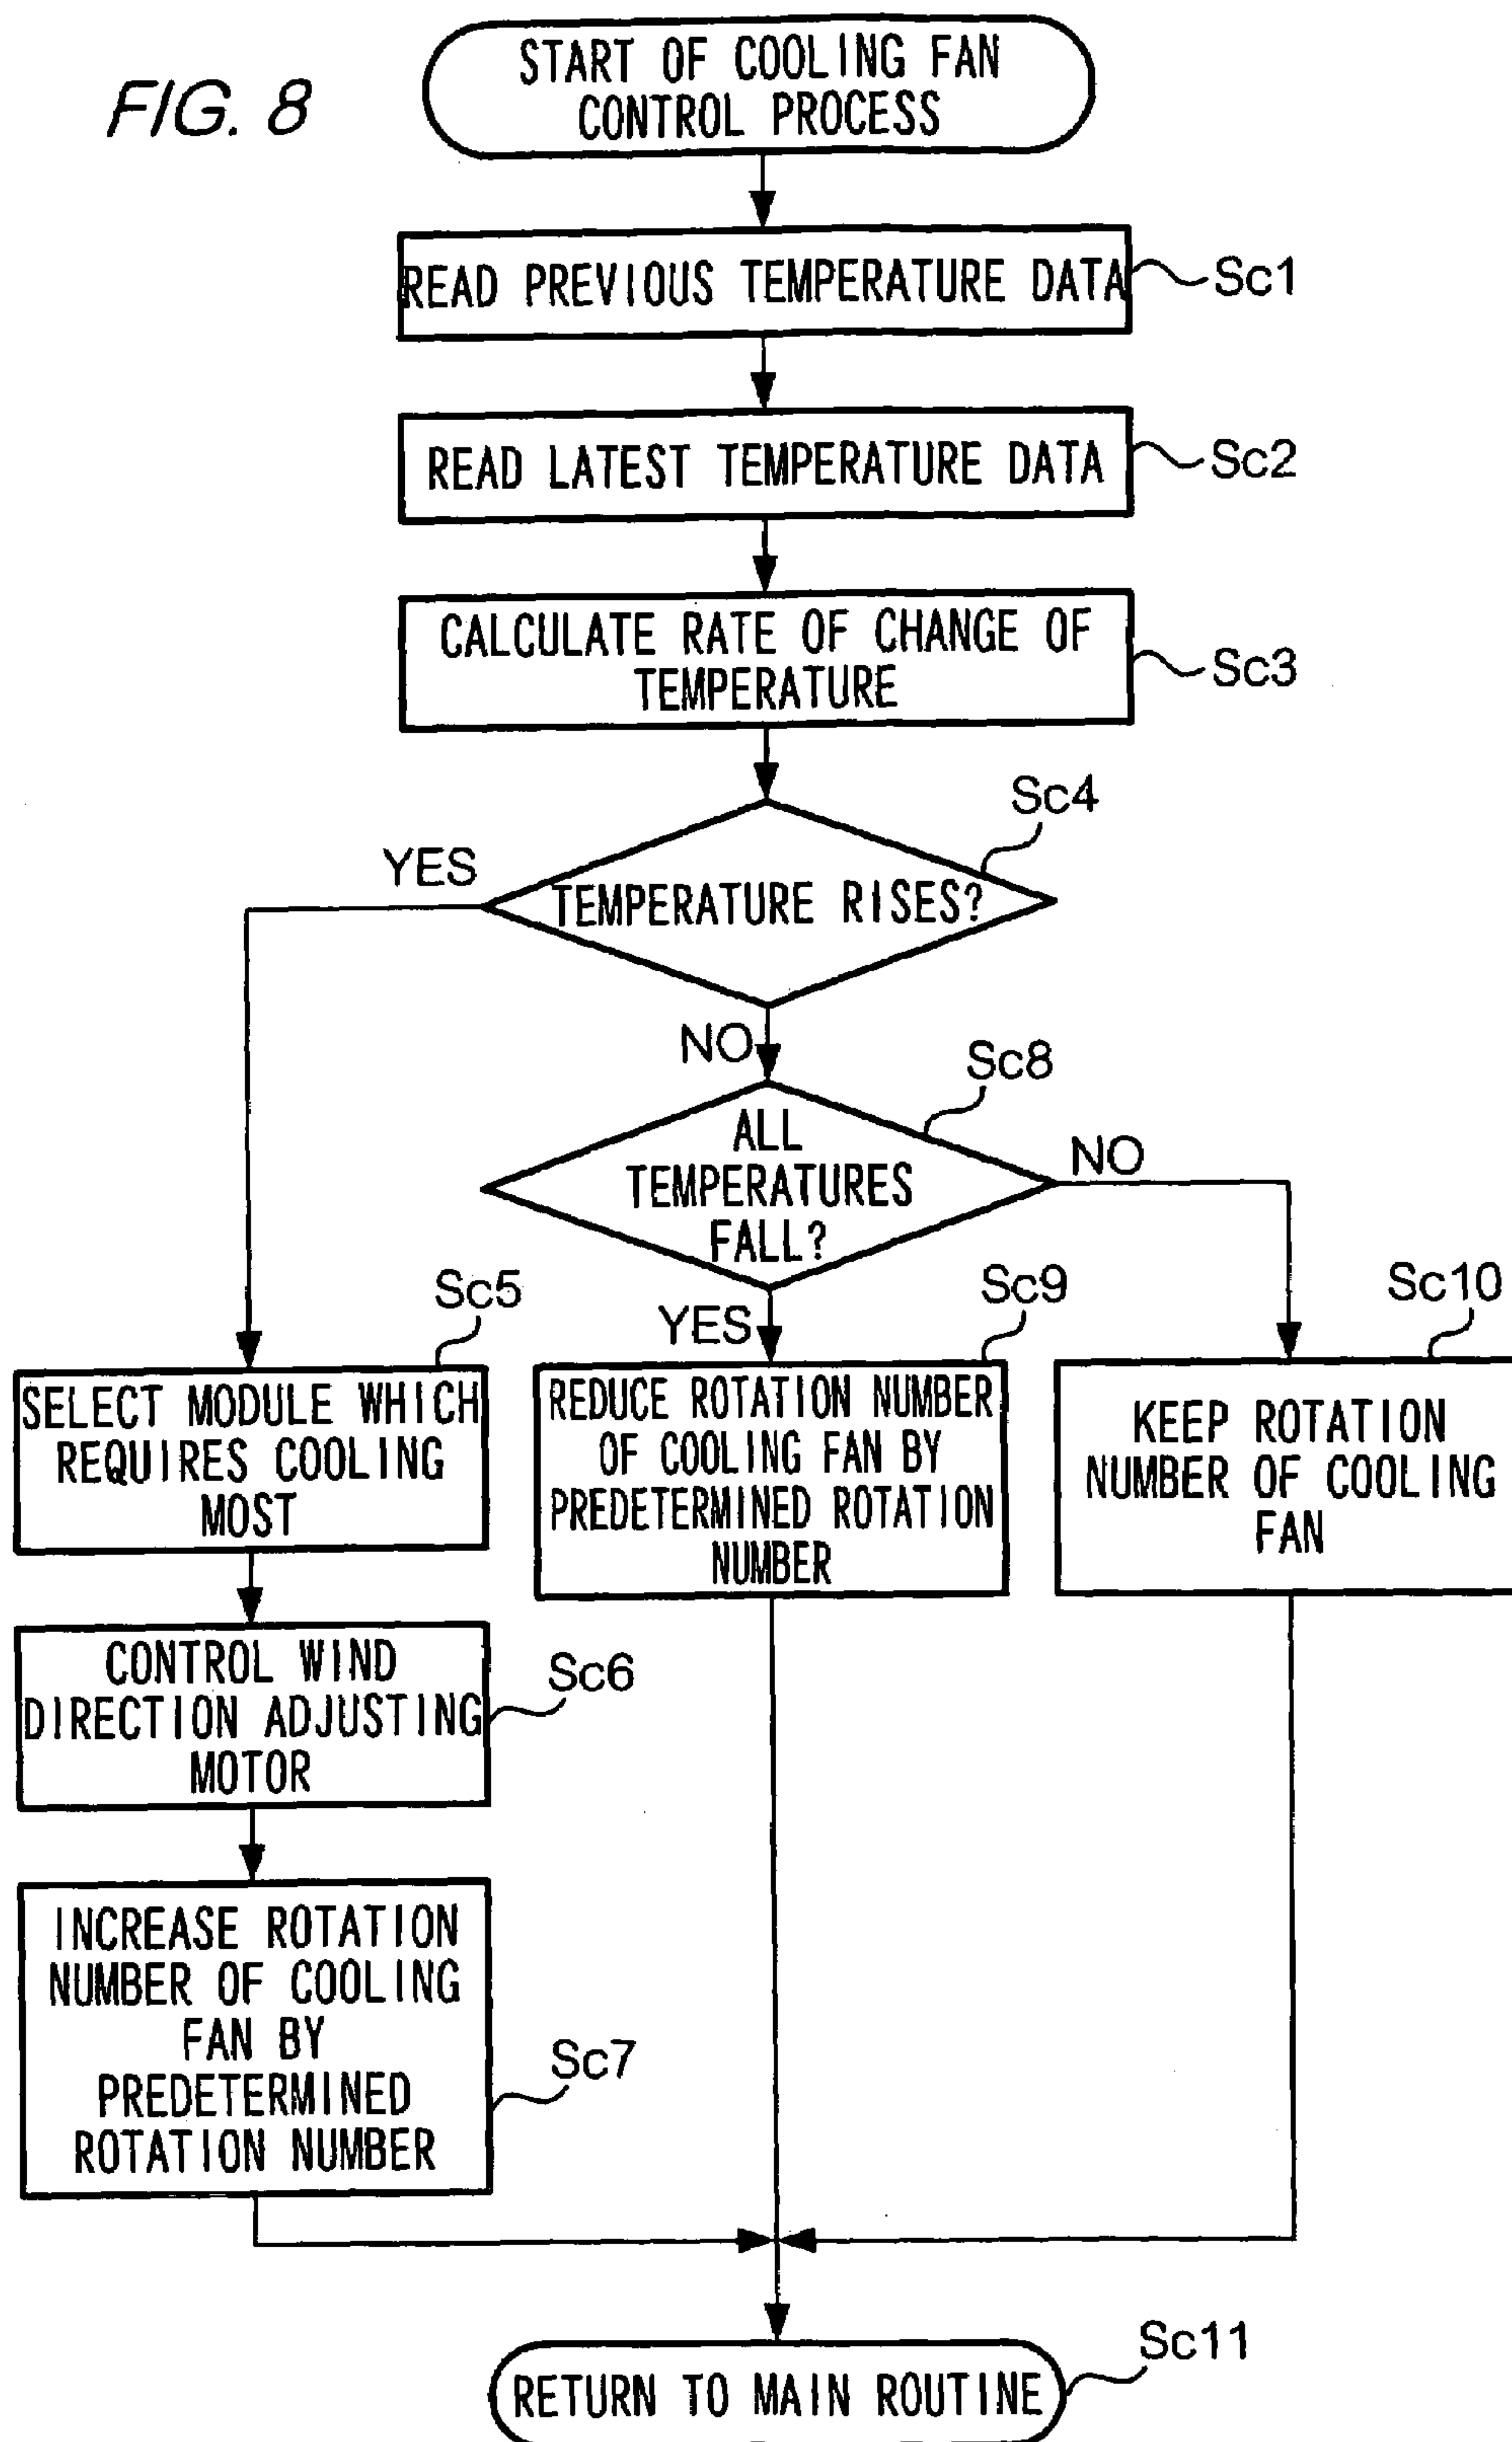 FIG. 8
START OF COOLING FAN
CONTROL PROCESS
READ PREVIOUS TEMPERATURE DATA
Sc1
READ LATEST TEMPERATURE DATA
Sc2
CALCULATE RATE OF CHANGE OF
TEMPERATURE
Sc3
Sc4
YES
TEMPERATURE RISES?
NO
Sc8
ALL
TEMPERATURES
FALL?
NO
YES
Sc5
SELECT MODULE WHICH
REQUIRES COOLING
MOST
Sc9
REDUCE ROTATION NUMBER
OF COOLING FAN BY
PREDETERMINED ROTATION
NUMBER
Sc10
KEEP ROTATION
NUMBER OF COOLING
FAN
CONTROL WIND
DIRECTION ADJUSTING
MOTOR
Sc6
INCREASE ROTATION
NUMBER OF COOLING
FAN BY
PREDETERMINED
ROTATION NUMBER
Sc7
Sc11
RETURN TO MAIN ROUTINE